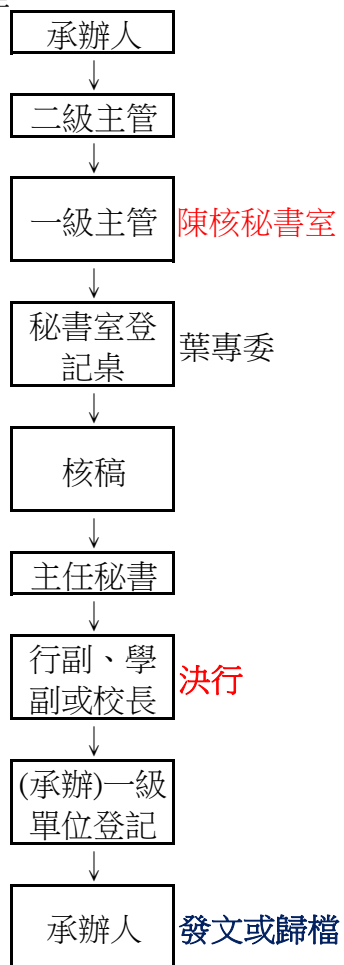 承辦人
↓
二級主管
↓
一級主管 陳核秘書室
↓
秘書室登
記桌
葉專委
↓
核稿
↓
主任秘書
↓
行副、學
副或校長
決行
↓
(承辦)一級
單位登記
↓
承辦人 發文或歸檔